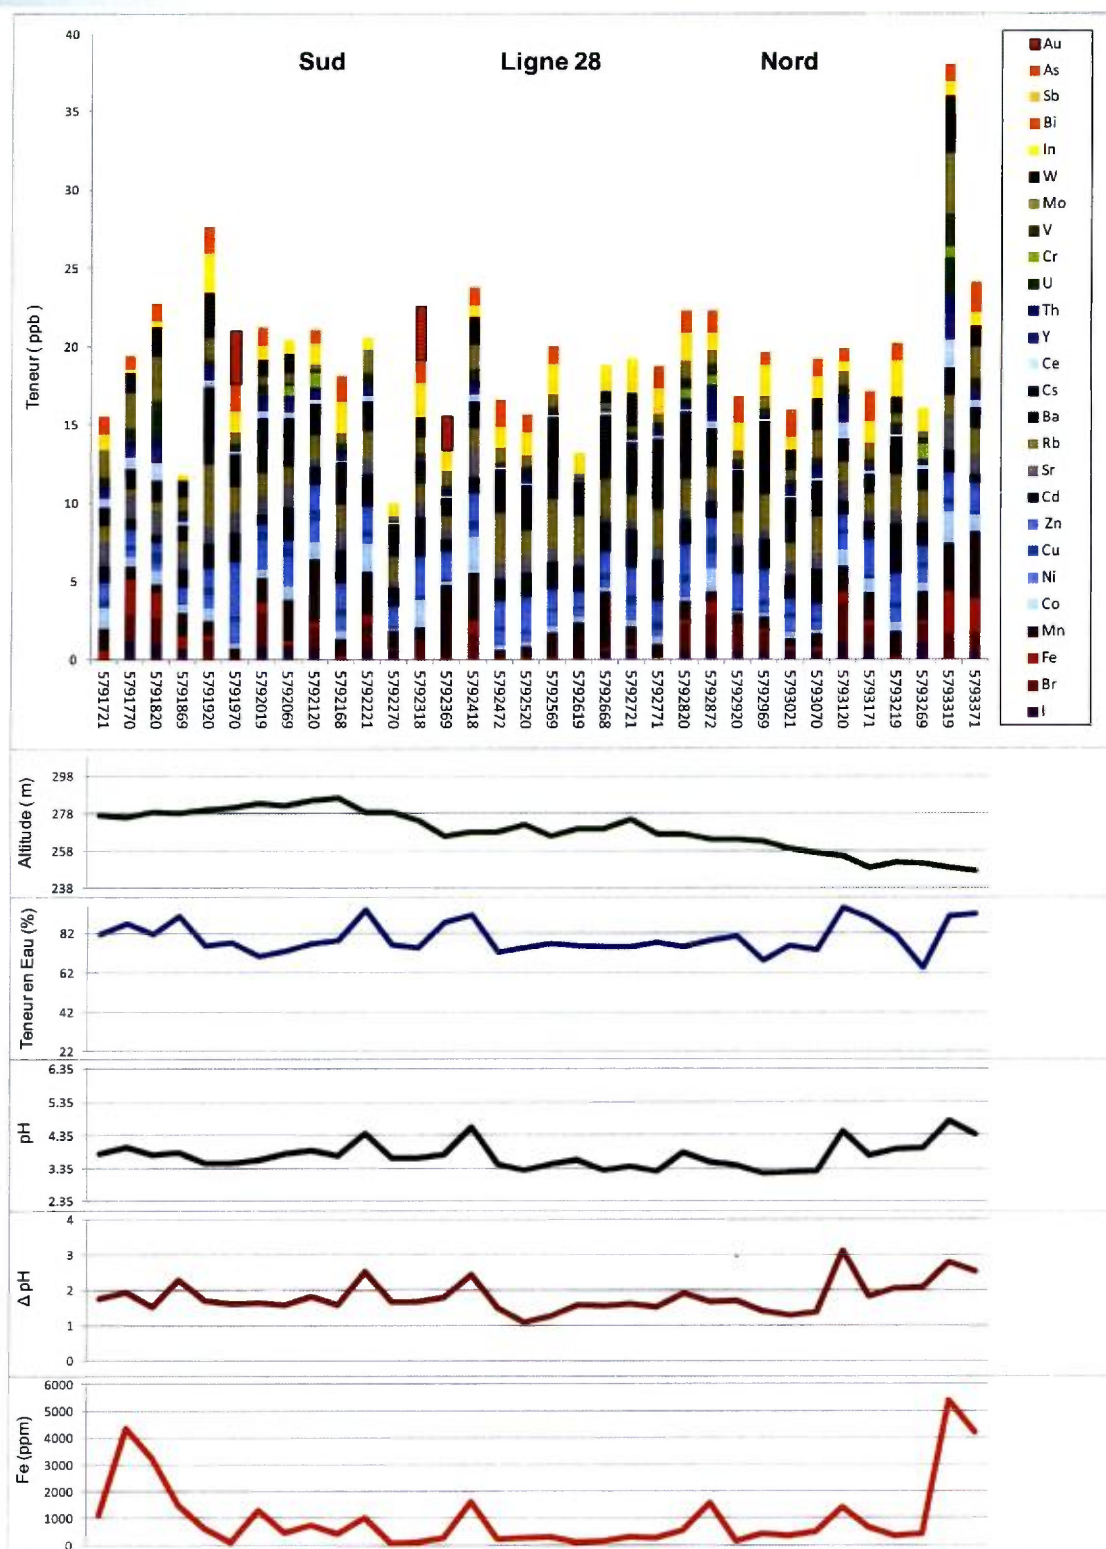 Sud Ligne 28 Nord
Teneur ( ppb )
40
35
30
25
20
15
10
5
0
Au
As
Sb
Bi
In
W
Mo
V
Cr
U
Th
Y
Ce
Cs
Ba
Rb
Sr
Cd
Zn
Cu
Ni
Co
Mn
Fe
Br
I
5791721
5791770
5791820
5791869
5791920
5791970
5792019
5792069
5792120
5792168
5792221
5792270
5792318
5792369
5792418
5792472
5792520
5792569
5792619
5792668
5792721
5792771
5792820
5792872
5792920
5792969
5793021
5793070
5793120
5793171
5793219
5793269
5793319
5793371
Altitude ( m)
298
278
258
238
Teneur en Eau (%)
82
62
42
22
pH
6.35
5.35
4.35
3.35
2.35
Δ pH
4
3
2
1
0
Fe (ppm)
6000
5000
4000
3000
2000
1000
0